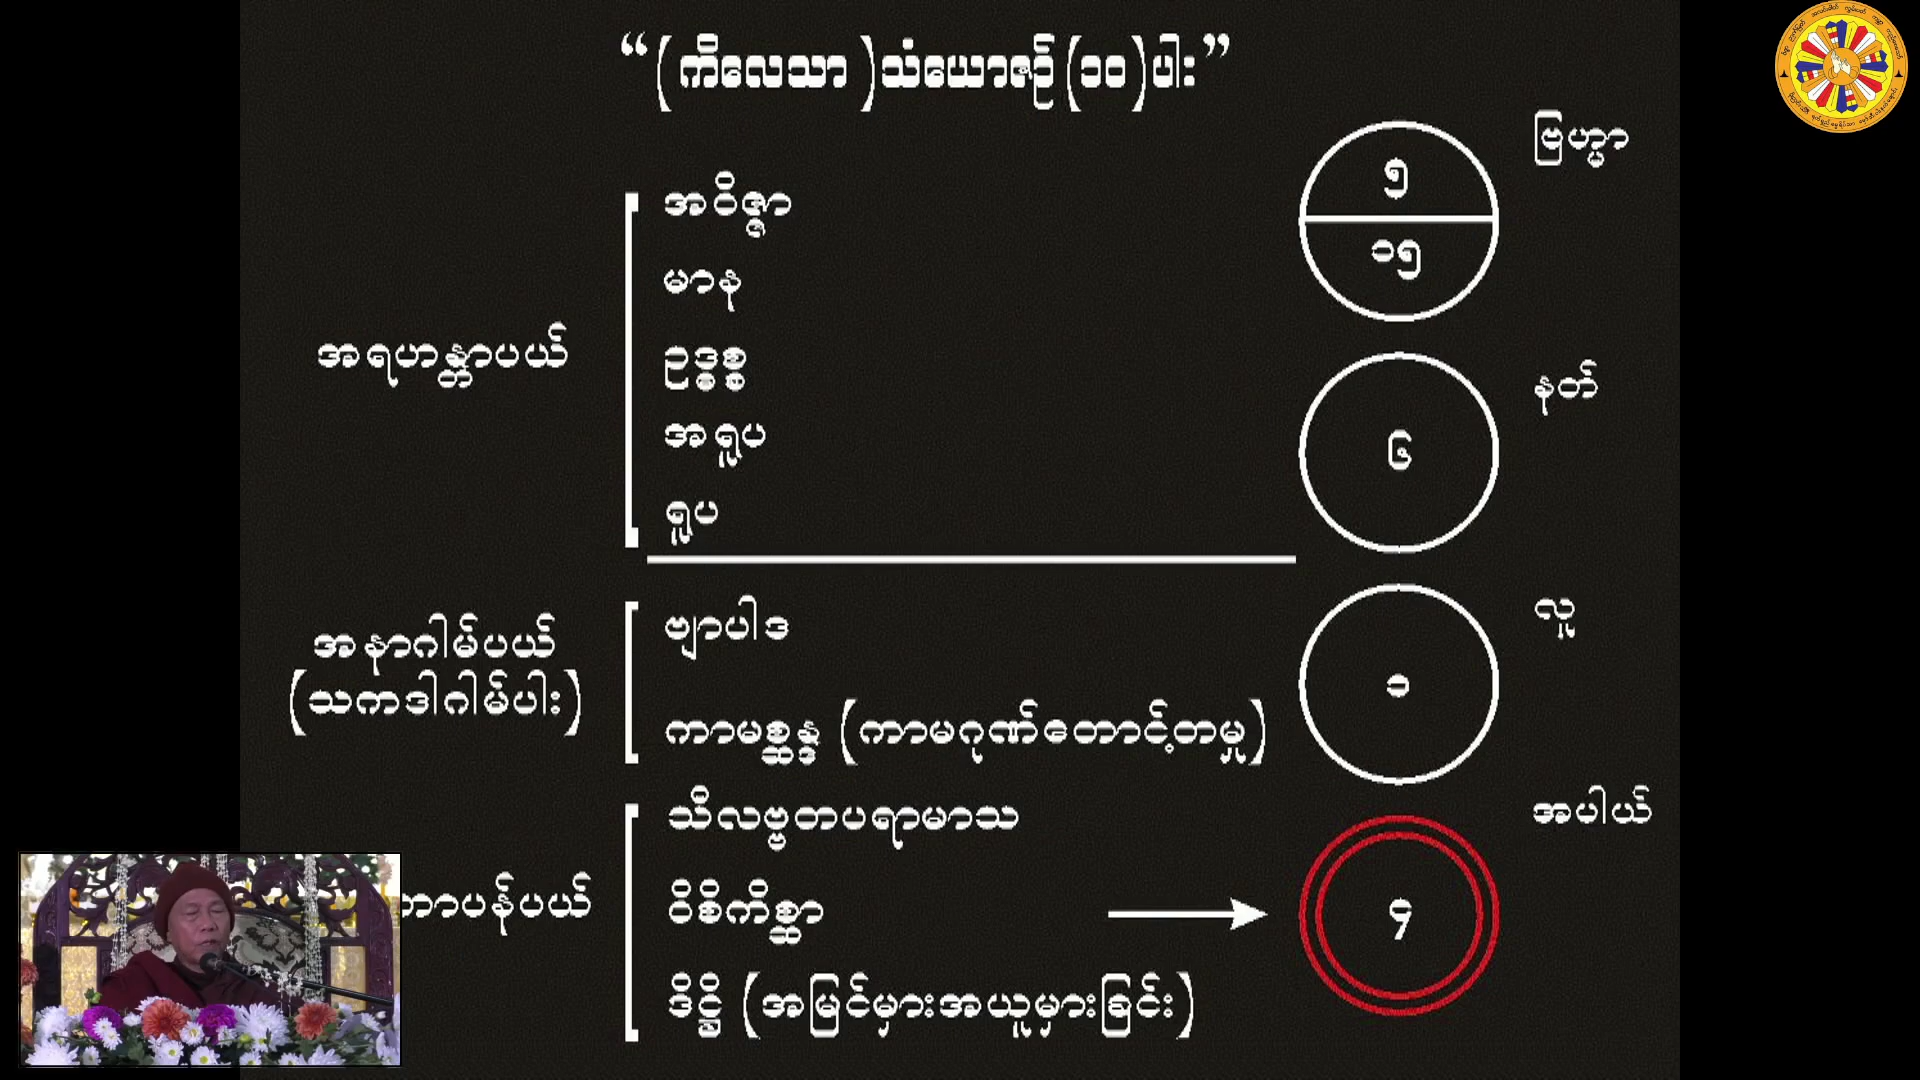 “(ကိလေသာ)သံယောဇဉ်(၁၀)ပါး”
ဗြဟ္မာ
၅
၁၅
အဝိဇ္ဇာ
မာန
ဥဒ္ဓစ္စ
အရူပ
ရူပ
အရဟန္တာပယ်
နတ်
၆
ဗျာပါဒ
ကာမစ္ဆန္ဒ (ကာမဂုဏ်တောင့်တမှု)
အနာဂါမ်ပယ်
(သကဒါဂါမ်ပါး)
လူ
၁
သီလဗ္ဗတပရာမာသ
ဝိစိကိစ္ဆာ
ဒိဋ္ဌိ (အမြင်မှားအယူမှားခြင်း)
တာပန်ပယ်
အပါယ်
၄